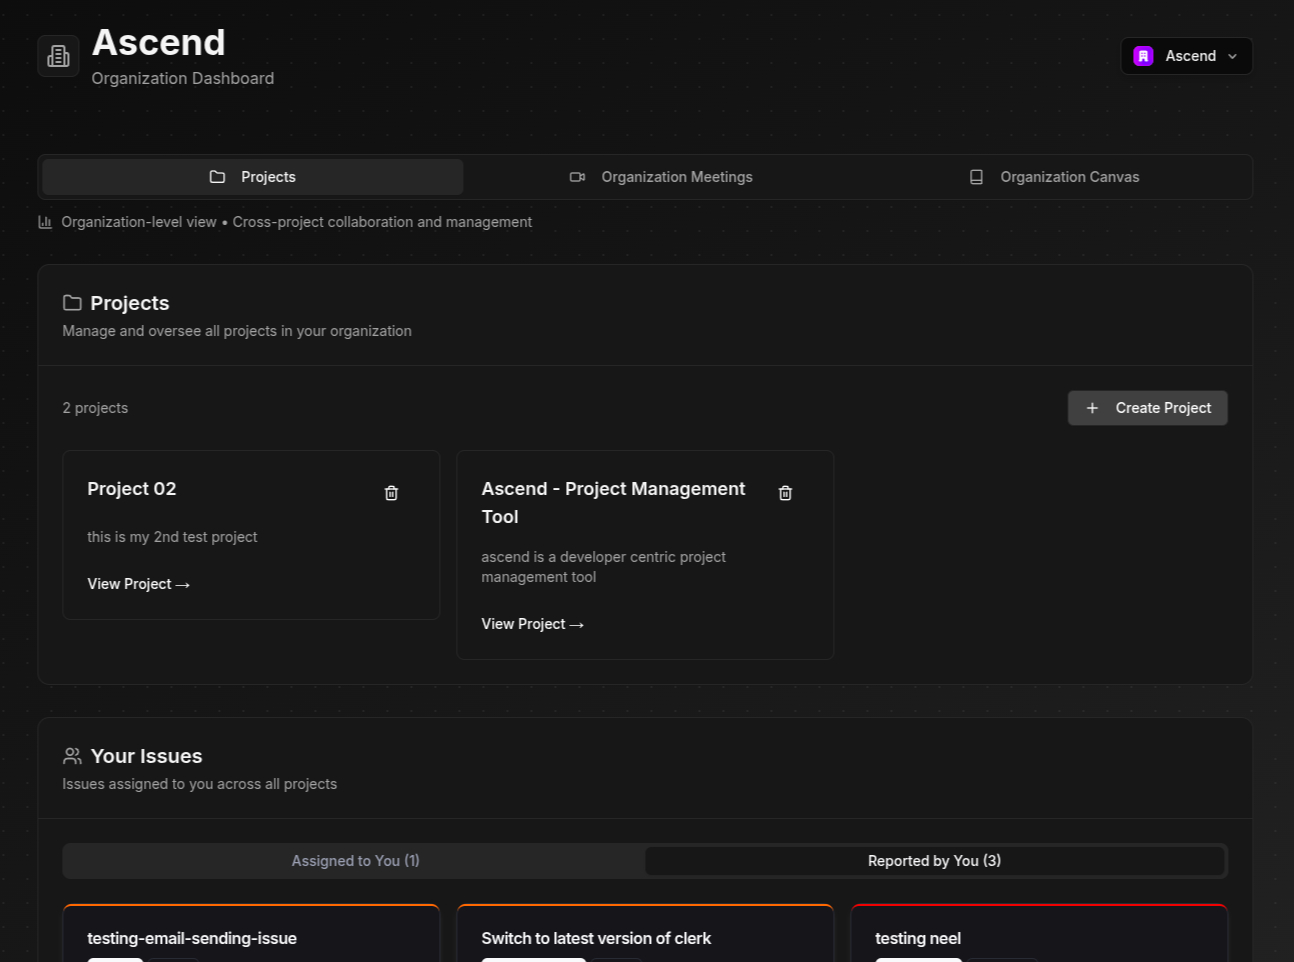 Ascend
Organization Dashboard
Ascend
Projects
Organization Meetings
Organization Canvas
Organization-level view • Cross-project collaboration and management
Projects
Manage and oversee all projects in your organization
2 projects
Create Project
Project 02
this is my 2nd test project
View Project →
Ascend - Project Management
Tool
ascend is a developer centric project
management tool
View Project →
Your Issues
Issues assigned to you across all projects
Assigned to You (1)
Reported by You (3)
testing-email-sending-issue
Switch to latest version of clerk
testing neel